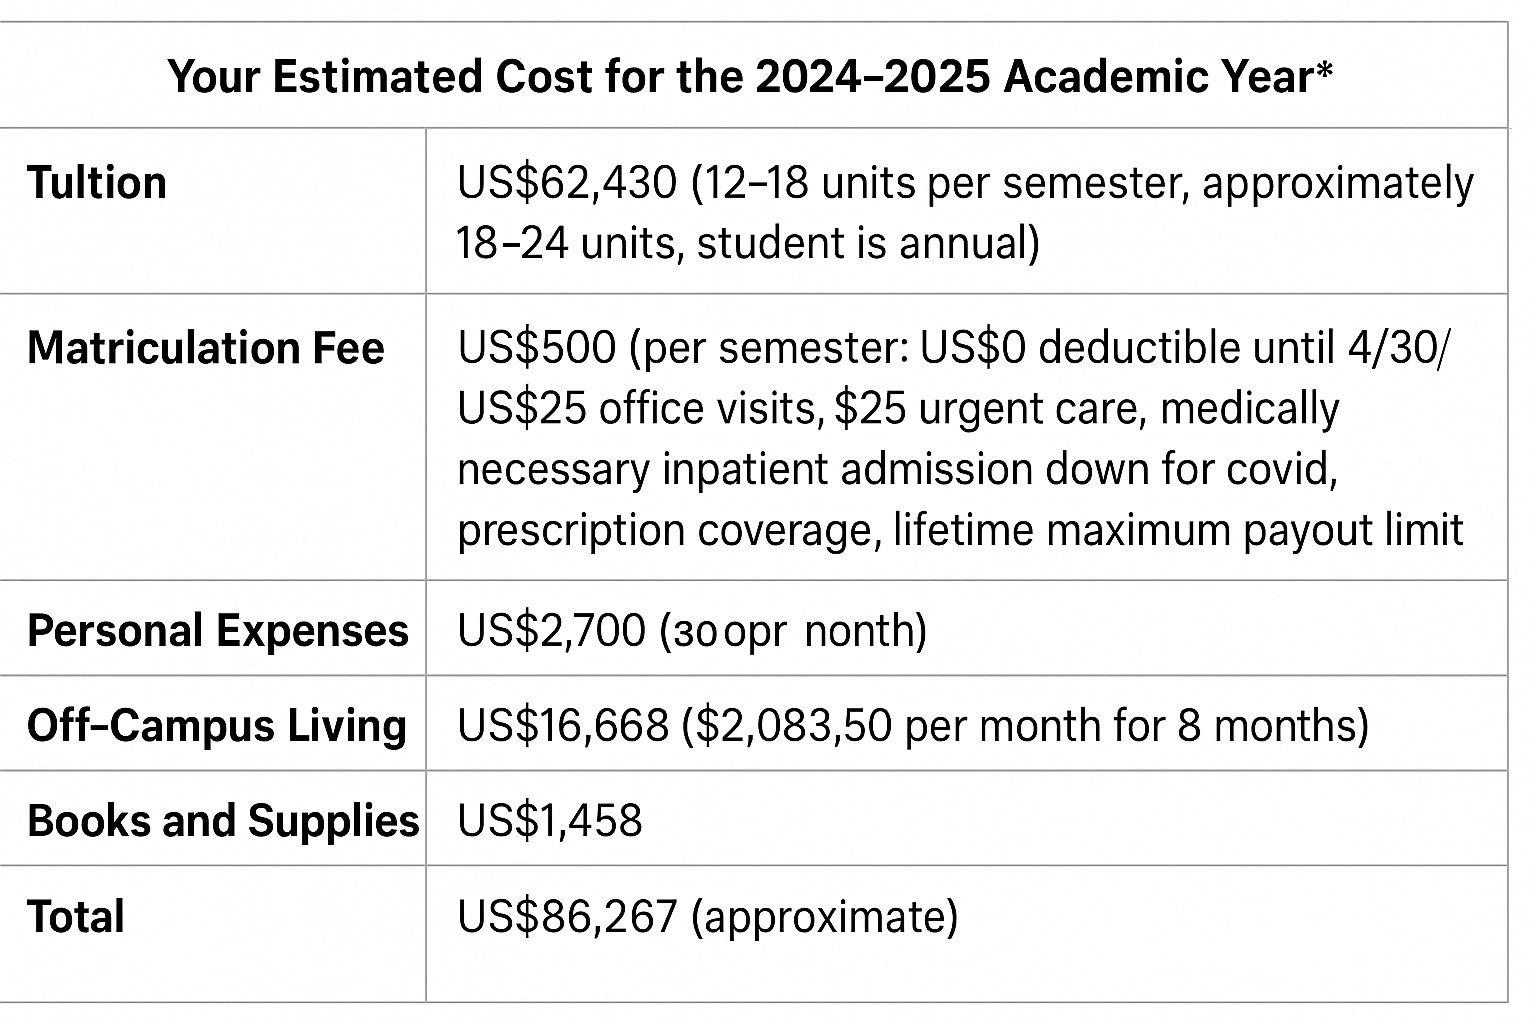 Your Estimated Cost for the 2024–2025 Academic Year*
Tultion
US$62,430 (12–18 units per semester, approximately
18–24 units, student is annual)
Matriculation Fee
US$500 (per semester: US$0 deductible until 4/30/
US$25 office visits, $25 urgent care, medically
necessary inpatient admission down for covid,
prescription coverage, lifetime maximum payout limit
Personal Expenses
US$2,700 (30opr nonth)
Off–Campus Living
US$16,668 ($2,083,50 per month for 8 months)
Books and Supplies
US$1,458
Total
US$86,267 (approximate)